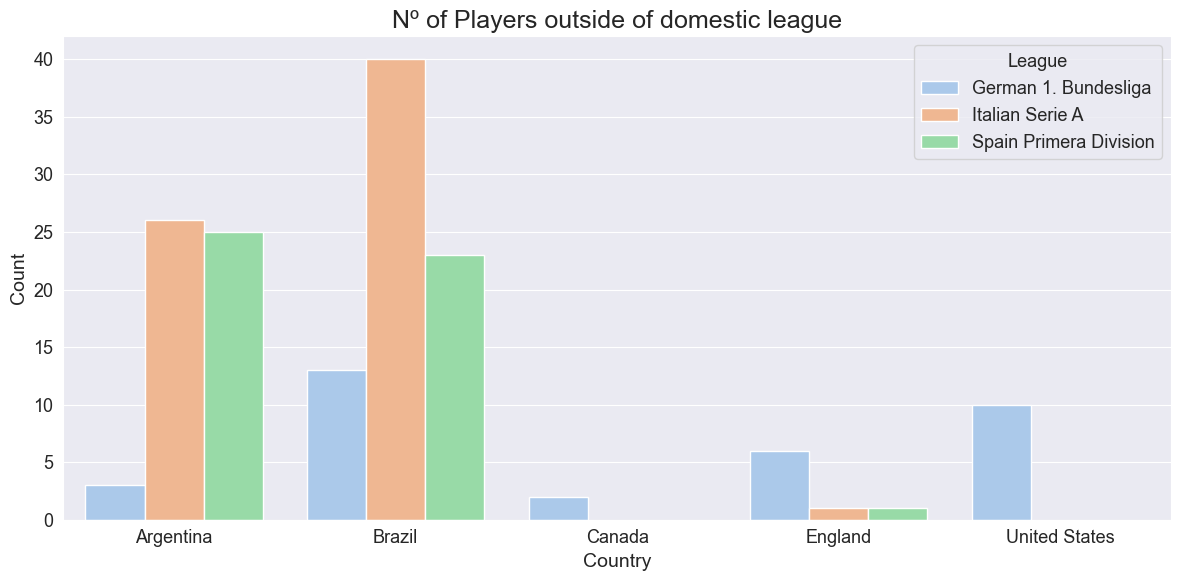 Nº of Players outside of domestic league
League
German 1. Bundesliga
Italian Serie A
Spain Primera Division
Count
40
35
30
25
20
15
10
5
0
Argentina
Brazil
Canada
England
United States
Country